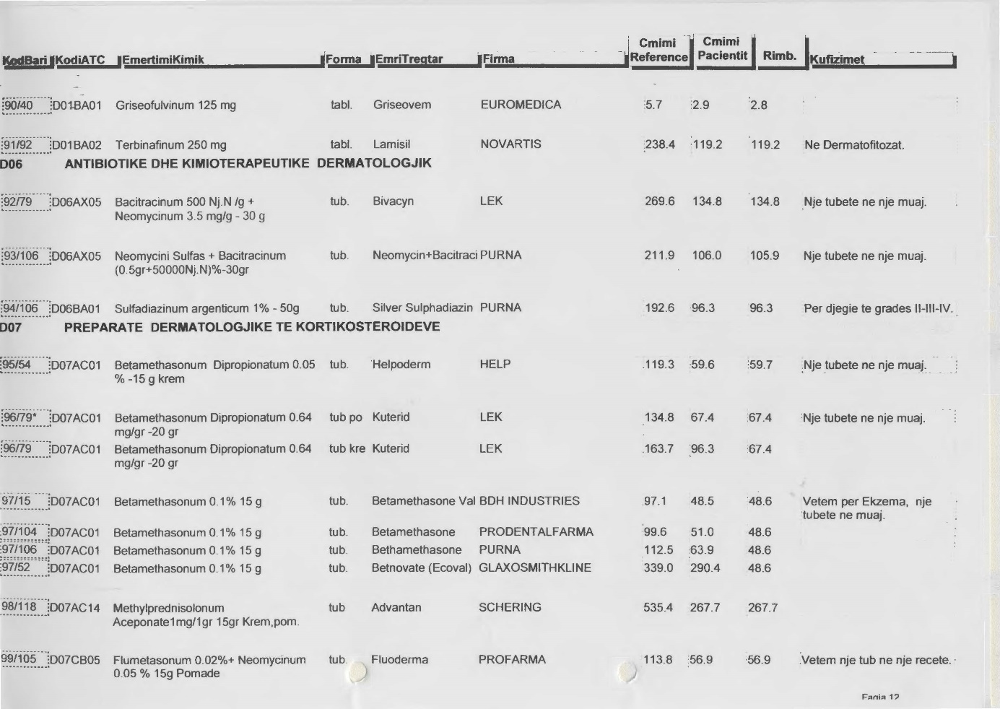 Cmimi Cmimi
KodBari KodiATC EmertimiKimik Forma EmriTregtar Firma Reference Pacientit Rimb. Kufizimet
90/40 D01BA01 Griseofulvinum 125 mg tabl. Griseovem EUROMEDICA 5.7 2.9 2.8
91/92 D01BA02 Terbinafinum 250 mg tabl. Lamisil NOVARTIS 238.4 119.2 119.2 Ne Dermatofitozat.
D06 ANTIBIOTIKE DHE KIMIOTERAPEUTIKE DERMATOLOGJIK
92/79 D06AX05 Bacitracinum 500 Nj.N /g + tub. Bivacyn LEK 269.6 134.8 134.8 Nje tubete ne nje muaj.
Neomycinum 3.5 mg/g - 30 g
93/106 D06AX05 Neomycini Sulfas + Bacitracinum tub. Neomycin+Bacitraci PURNA 211.9 106.0 105.9 Nje tubete ne nje muaj.
(0.5gr+50000Nj.N)%-30gr
94/106 D06BA01 Sulfadiazinum argenticum 1% - 50g tub. Silver Sulphadiazin PURNA 192.6 96.3 96.3 Per djegie te grades II-III-IV.
D07 PREPARATE DERMATOLOGJIKE TE KORTIKOSTEROIDEVE
95/54 D07AC01 Betamethasonum Dipropionatum 0.05 tub. Helpoderm HELP 119.3 59.6 59.7 Nje tubete ne nje muaj.
% -15 g krem
96/79* D07AC01 Betamethasonum Dipropionatum 0.64 tub po Kuterid LEK 134.8 67.4 67.4 Nje tubete ne nje muaj.
mg/gr -20 gr
96/79 D07AC01 Betamethasonum Dipropionatum 0.64 tub kre Kuterid LEK 163.7 96.3 67.4
mg/gr -20 gr
97/15 D07AC01 Betamethasonum 0.1% 15 g tub. Betamethasone Val BDH INDUSTRIES 97.1 48.5 48.6 Vetem per Ekzema, nje
tubete ne muaj.
97/104 D07AC01 Betamethasonum 0.1% 15 g tub. Betamethasone PRODENTALFARMA 99.6 51.0 48.6
97/106 D07AC01 Betamethasonum 0.1% 15 g tub. Bethamethasone PURNA 112.5 63.9 48.6
97/52 D07AC01 Betamethasonum 0.1% 15 g tub. Betnovate (Ecoval) GLAXOSMITHKLINE 339.0 290.4 48.6
98/118 D07AC14 Methylprednisolonum tub Advantan SCHERING 535.4 267.7 267.7
Aceponate1mg/1gr 15gr Krem,pom.
99/105 D07CB05 Flumetasonum 0.02%+ Neomycinum tub. Fluoderma PROFARMA 113.8 56.9 56.9 Vetem nje tub ne nje recete.
0.05 % 15g Pomade
Faqja 12